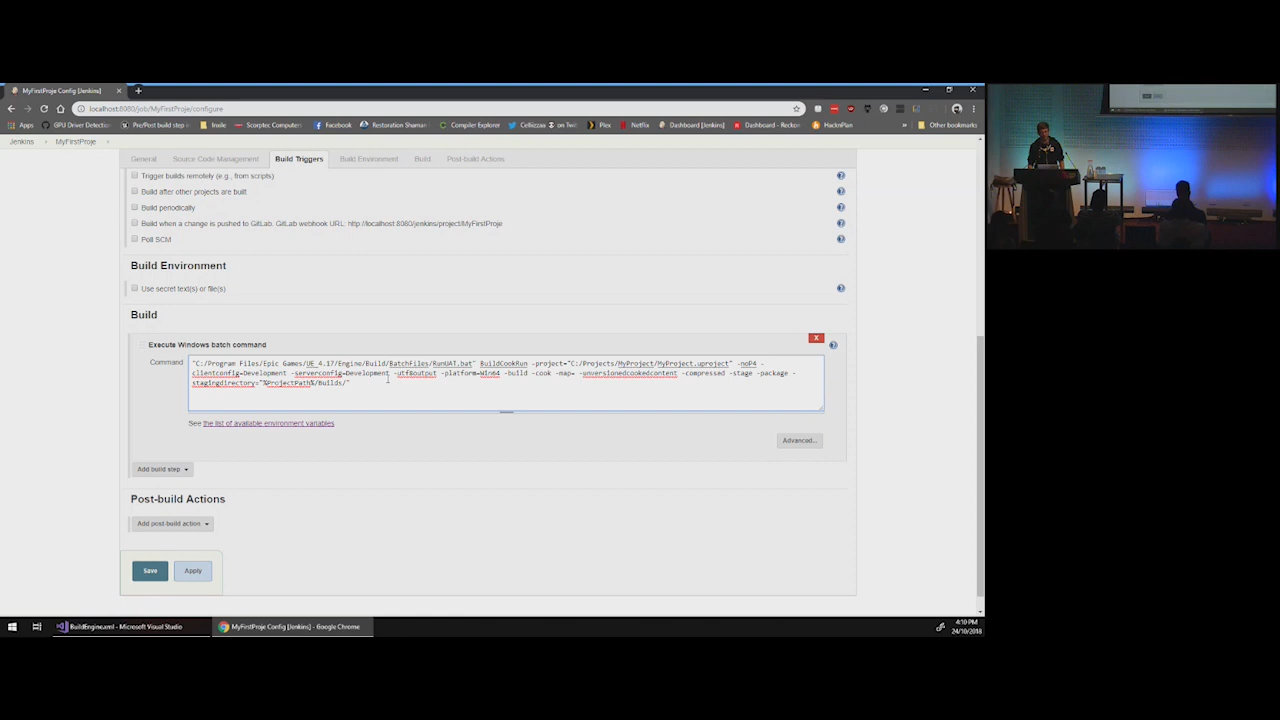 MyFirstProje Config [Jenkins]
localhost:8080/job/MyFirstProje/configure
Apps
GPU Driver Detection
Pre/Post build step in
Itroile
Scorptec Computers
Facebook
Restoration Shaman
Compiler Explorer
Cellizzaa on Twi
Plex
Netflix
Dashboard [Jenkins]
Dashboard - Reckon
HacknPlan
Other bookmarks
Jenkins
MyFirstProje
General
Source Code Management
Build Triggers
Build Environment
Build
Post-build Actions
Trigger builds remotely (e.g., from scripts)
Build after other projects are built
Build periodically
Build when a change is pushed to GitLab. GitLab webhook URL: http://localhost:8080/jenkins/project/MyFirstProje
Poll SCM
Build Environment
Use secret text(s) or file(s)
Build
X
Execute Windows batch command
Command
"C:/Program Files/Epic Games/UE_4.17/Engine/Build/BatchFiles/RunUAT.bat" BuildCookRun -project="C:/Projects/MyProject/MyProject.uproject" -noP4 -
clientconfig=Development -serverconfig=Development -utf8output -platform=Win64 -build -cook -map= -unversionedcookedcontent -compressed -stage -package -
stagingdirectory="%ProjectPath%/Builds/"
See the list of available environment variables
Advanced...
Add build step
Post-build Actions
Add post-build action
Save
Apply
BuildEngine.xml - Microsoft Visual Studio
MyFirstProje Config [Jenkins] - Google Chrome
4:10 PM
24/10/2018